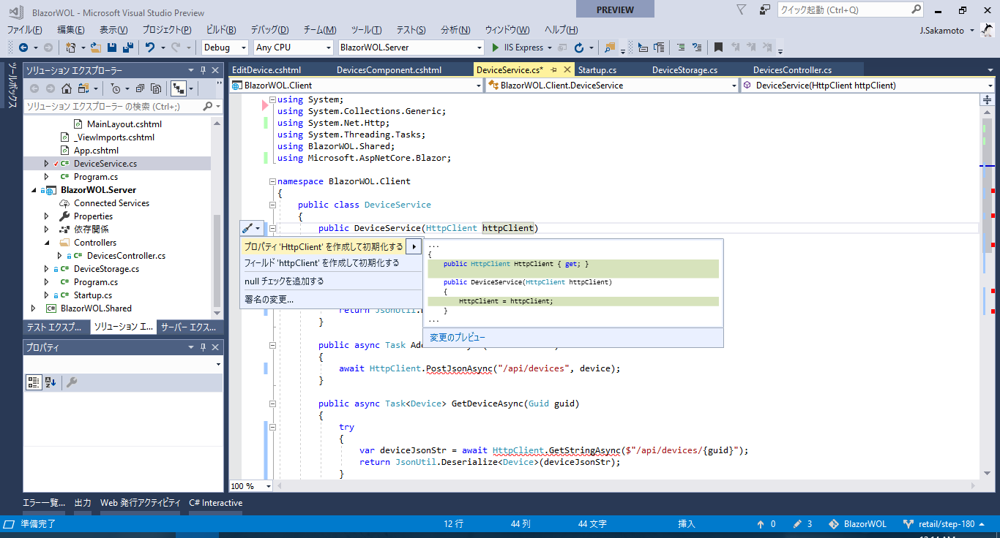 BlazorWOL - Microsoft Visual Studio Preview
PREVIEW
クイック起動 (Ctrl+Q)
ファイル(F) 編集(E) 表示(V) プロジェクト(P) ビルド(B) デバッグ(D) チーム(M) ツール(T) テスト(S) 分析(N) ウィンドウ(W) ヘルプ(H)
J.Sakamoto
Debug Any CPU BlazorWOL.Server IIS Express
ツールボックス
ソリューション エクスプローラー
ソリューション エクスプローラー の検索 (Ctrl+;)
MainLayout.cshtml
_ViewImports.cshtml
App.cshtml
DeviceService.cs
Program.cs
BlazorWOL.Server
Connected Services
Properties
依存関係
Controllers
DevicesController.cs
DeviceStorage.cs
Program.cs
Startup.cs
BlazorWOL.Shared
テスト エクスプ... ソリューション エ... サーバー エクス...
プロパティ
EditDevice.cshtml DevicesComponent.cshtml DeviceService.cs* Startup.cs DeviceStorage.cs DevicesController.cs
BlazorWOL.Client BlazorWOL.Client.DeviceService DeviceService(HttpClient httpClient)
using System;
using System.Collections.Generic;
using System.Net.Http;
using System.Threading.Tasks;
using BlazorWOL.Shared;
using Microsoft.AspNetCore.Blazor;
namespace BlazorWOL.Client
{
public class DeviceService
{
public DeviceService(HttpClient httpClient)
プロパティ 'HttpClient' を作成して初期化する
フィールド 'httpClient' を作成して初期化する
null チェックを追加する
署名の変更...
...
{
public HttpClient HttpClient { get; }
public DeviceService(HttpClient httpClient)
{
HttpClient = httpClient;
}
...
変更のプレビュー
return JsonUtil.
}
public async Task Ad
{
await HttpClient.PostJsonAsync("/api/devices", device);
}
public async Task<Device> GetDeviceAsync(Guid guid)
{
try
{
var deviceJsonStr = await HttpClient.GetStringAsync($"/api/devices/{guid}");
return JsonUtil.Deserialize<Device>(deviceJsonStr);
}
100 %
エラー一覧... 出力 Web 発行アクティビティ C# Interactive
準備完了 12 行 44 列 44 文字 挿入 0 3 BlazorWOL retail/step-180